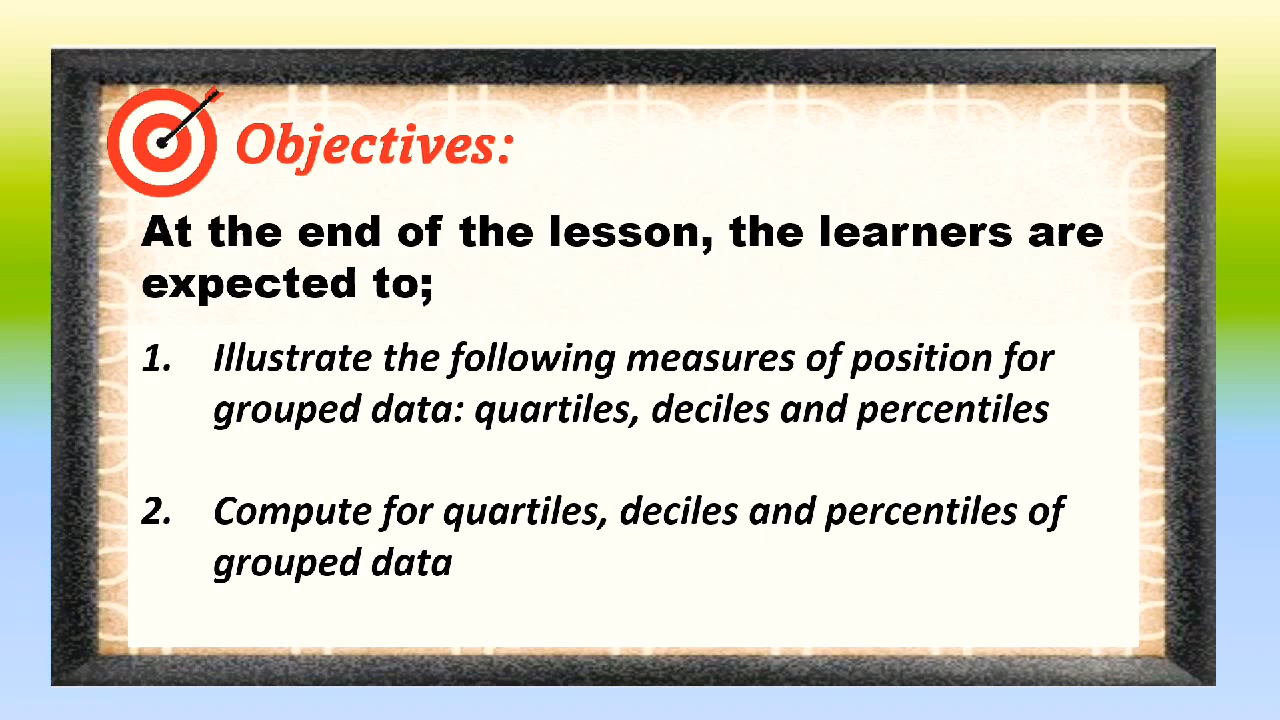 Objectives:
At the end of the lesson, the learners are
expected to;
1. Illustrate the following measures of position for
grouped data: quartiles, deciles and percentiles
2. Compute for quartiles, deciles and percentiles of
grouped data